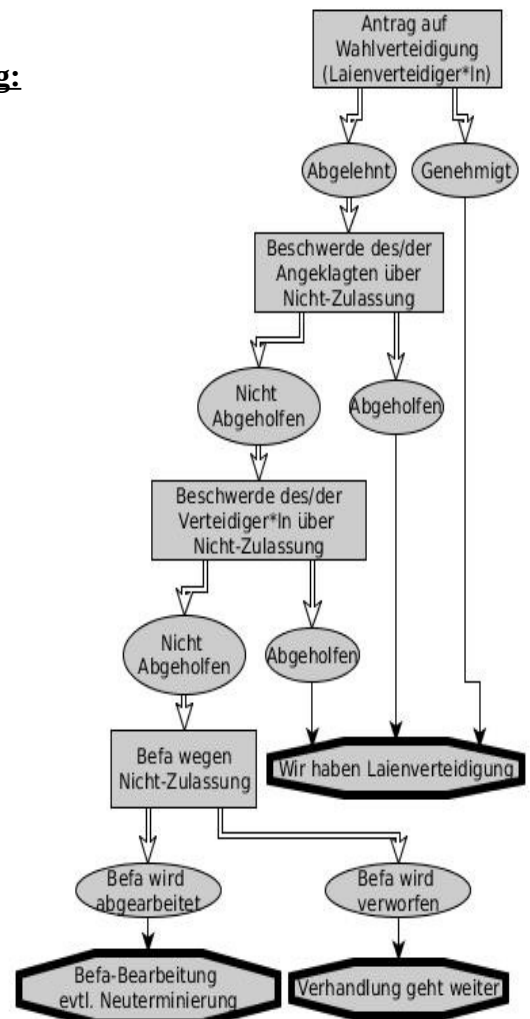 g:
Antrag auf
Wahlverteidigung
(Laienverteidiger*In)
Abgelehnt
Genehmigt
Beschwerde des/der
Angeklagten über
Nicht-Zulassung
Nicht
Abgeholfen
Abgeholfen
Beschwerde des/der
Verteidiger*In über
Nicht-Zulassung
Nicht
Abgeholfen
Abgeholfen
Befa wegen
Nicht-Zulassung
Wir haben Laienverteidigung
Befa wird
abgearbeitet
Befa wird
verworfen
Befa-Bearbeitung
evtl. Neuterminierung
Verhandlung geht weiter